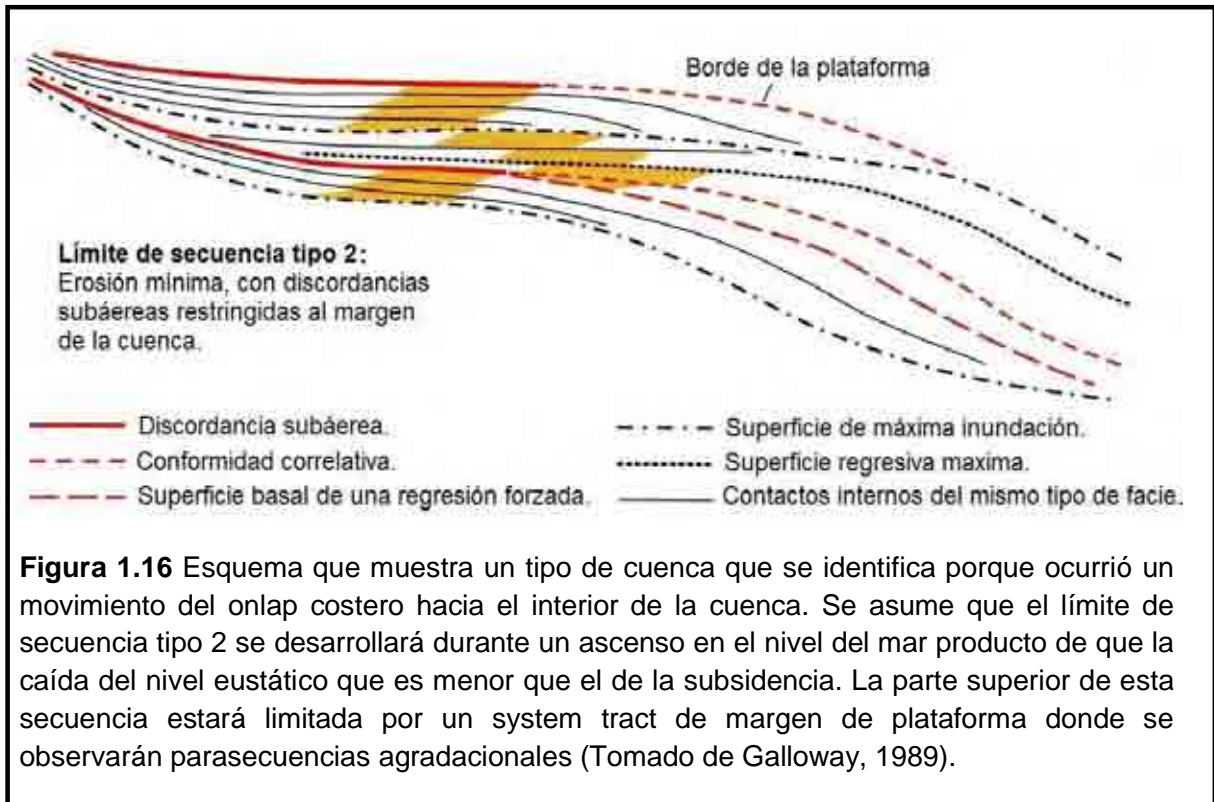 Borde de la plataforma
Límite de secuencia tipo 2:
Erosión mínima, con discordancias
subáereas restringidas al margen
de la cuenca.
Discordancia subáerea.
Conformidad correlativa.
Superficie basal de una regresión forzada.
Superficie de máxima inundación.
Superficie regresiva maxima.
Contactos internos del mismo tipo de facie.
Figura 1.16 Esquema que muestra un tipo de cuenca que se identifica porque ocurrió un
movimiento del onlap costero hacia el interior de la cuenca. Se asume que el límite de
secuencia tipo 2 se desarrollará durante un ascenso en el nivel del mar producto de que la
caída del nivel eustático que es menor que el de la subsidencia. La parte superior de esta
secuencia estará limitada por un system tract de margen de plataforma donde se
observarán parasecuencias agradacionales (Tomado de Galloway, 1989).